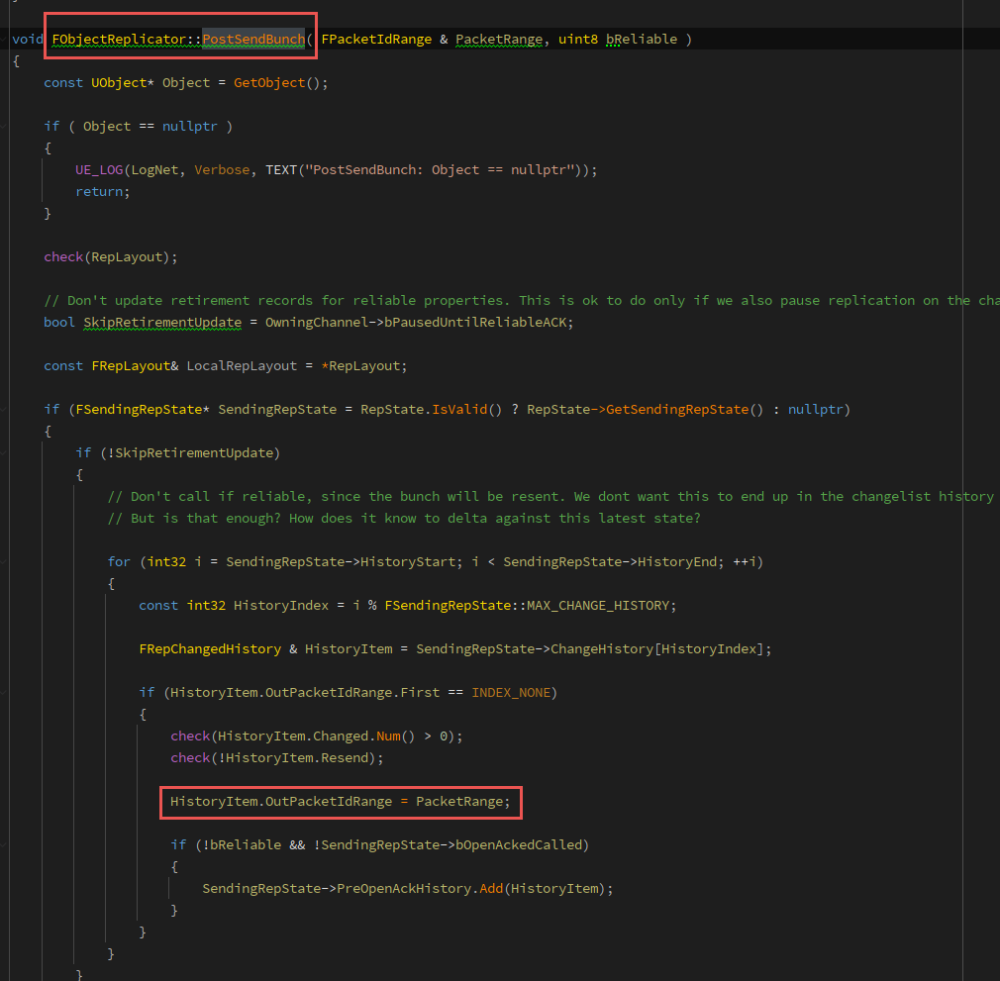 }
void FObjectReplicator::PostSendBunch( FPacketIdRange & PacketRange, uint8 bReliable )
{
const UObject* Object = GetObject();
if ( Object == nullptr )
{
UE_LOG(LogNet, Verbose, TEXT("PostSendBunch: Object == nullptr"));
return;
}
check(RepLayout);
// Don't update retirement records for reliable properties. This is ok to do only if we also pause replication on the cha
bool SkipRetirementUpdate = OwningChannel->bPausedUntilReliableACK;
const FRepLayout& LocalRepLayout = *RepLayout;
if (FSendingRepState* SendingRepState = RepState.IsValid() ? RepState->GetSendingRepState() : nullptr)
{
if (!SkipRetirementUpdate)
{
// Don't call if reliable, since the bunch will be resent. We dont want this to end up in the changelist history
// But is that enough? How does it know to delta against this latest state?
for (int32 i = SendingRepState->HistoryStart; i < SendingRepState->HistoryEnd; ++i)
{
const int32 HistoryIndex = i % FSendingRepState::MAX_CHANGE_HISTORY;
FRepChangedHistory & HistoryItem = SendingRepState->ChangeHistory[HistoryIndex];
if (HistoryItem.OutPacketIdRange.First == INDEX_NONE)
{
check(HistoryItem.Changed.Num() > 0);
check(!HistoryItem.Resend);
HistoryItem.OutPacketIdRange = PacketRange;
if (!bReliable && !SendingRepState->bOpenAckedCalled)
{
SendingRepState->PreOpenAckHistory.Add(HistoryItem);
}
}
}
}